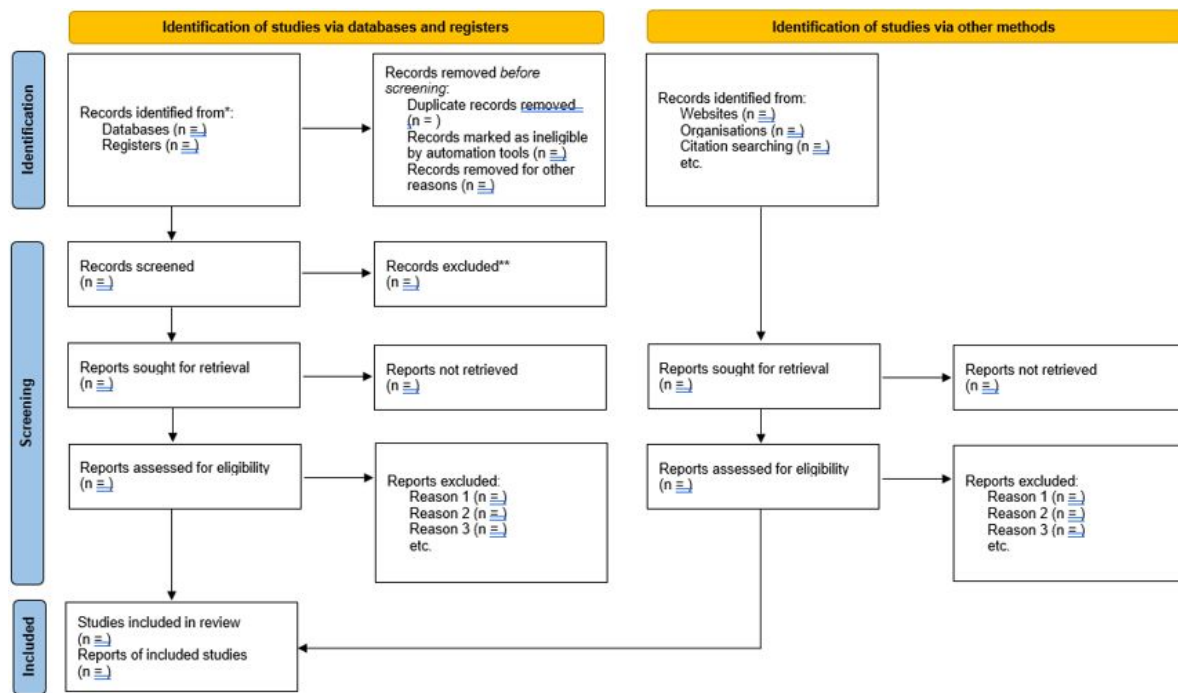 Identification of studies via databases and registers
Identification of studies via other methods
Identification
Records identified from*:
Databases (n = )
Registers (n = )
Records removed before
screening:
Duplicate records removed
(n = )
Records marked as ineligible
by automation tools (n = )
Records removed for other
reasons (n = )
Records identified from:
Websites (n = )
Organisations (n = )
Citation searching (n = )
etc.
Screening
Records screened
(n = )
Records excluded**
(n = )
Reports sought for retrieval
(n = )
Reports not retrieved
(n = )
Reports sought for retrieval
(n = )
Reports not retrieved
(n = )
Reports assessed for eligibility
(n = )
Reports excluded:
Reason 1 (n = )
Reason 2 (n = )
Reason 3 (n = )
etc.
Reports assessed for eligibility
(n = )
Reports excluded:
Reason 1 (n = )
Reason 2 (n = )
Reason 3 (n = )
etc.
Included
Studies included in review
(n = )
Reports of included studies
(n = )